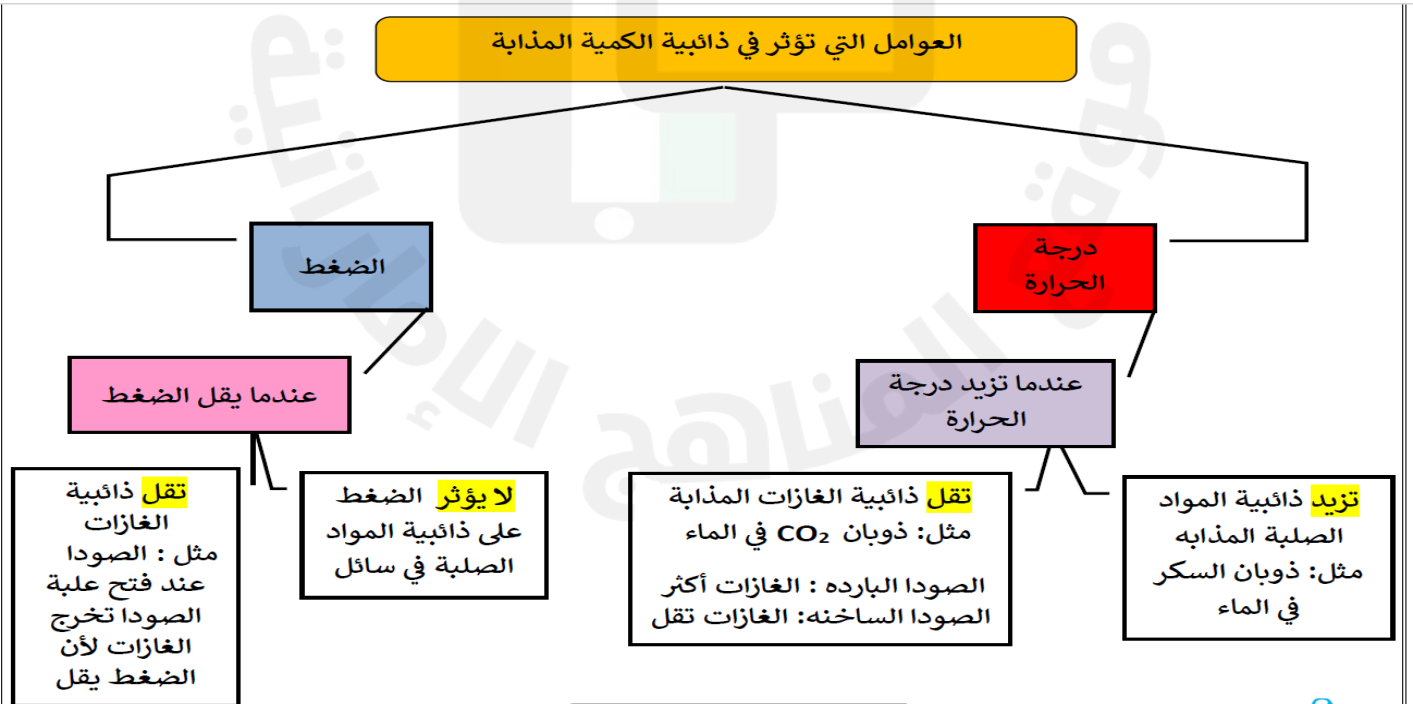 العوامل التي تؤثر في ذائبية الكمية المذابة
درجة
الحرارة
الضغط
عندما تزيد درجة
الحرارة
عندما يقل الضغط
تزيد ذائبية المواد
الصلبة المذابه
مثل: ذوبان السكر
في الماء
تقل ذائبية الغازات المذابة
مثل: ذوبان CO₂ في الماء
الصودا البارده : الغازات أكثر
الصودا الساخنه: الغازات تقل
لا يؤثر الضغط
على ذائبية المواد
الصلبة في سائل
تقل ذائبية
الغازات
مثل : الصودا
عند فتح علبة
الصودا تخرج
الغازات لأن
الضغط يقل
موقع المناهج الإماراتية